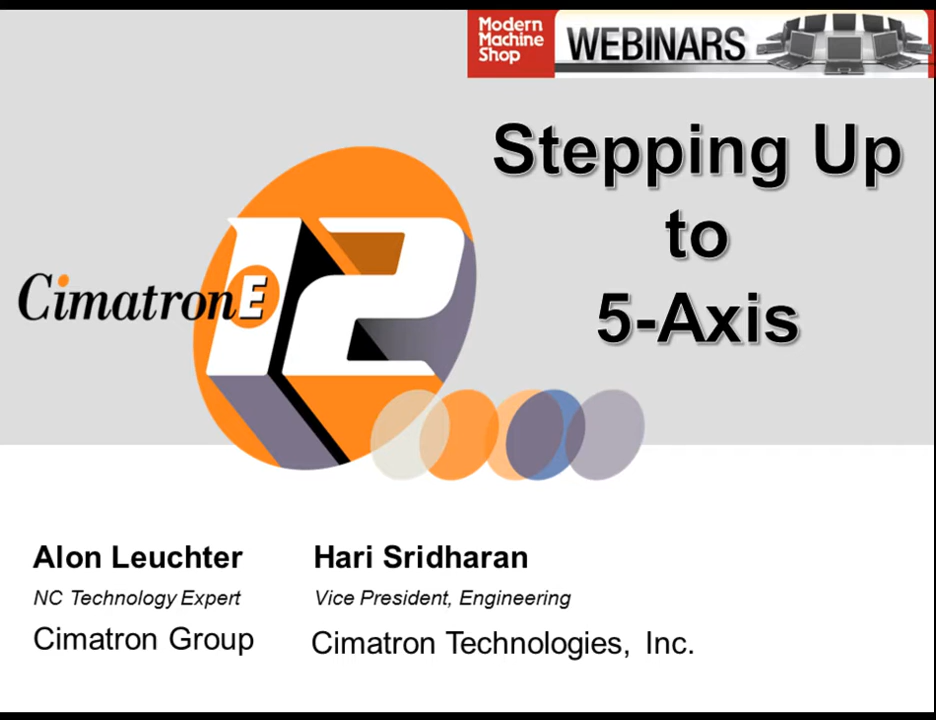 Modern
Machine
Shop
WEBINARS
Stepping Up
to
5-Axis
CimatronE 12
Alon Leuchter
NC Technology Expert
Cimatron Group
Hari Sridharan
Vice President, Engineering
Cimatron Technologies, Inc.